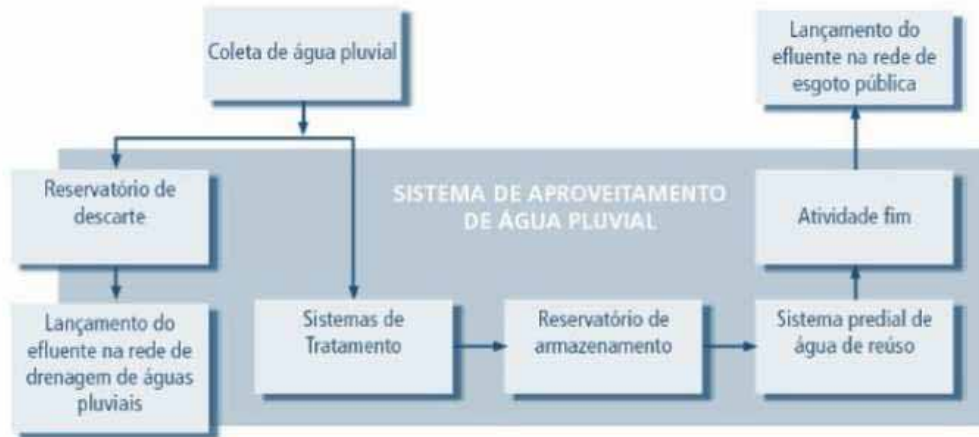 Coleta de água pluvial
Lançamento do
efluente na rede de
esgoto pública
Reservatório de
descarte
SISTEMA DE APROVEITAMENTO
DE ÁGUA PLUVIAL
Atividade fim
Lançamento do
efluente na rede de
drenagem de águas
pluviais
Sistemas de
Tratamento
Reservatório de
armazenamento
Sistema predial de
água de reúso